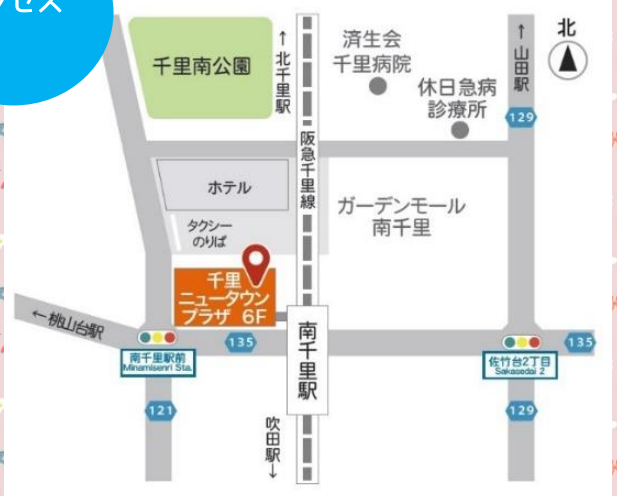 セス
北
↑
北千里駅
千里南公園
済生会
千里病院
休日急病
診療所
↑
山田駅
129
阪急千里線
ホテル
ガーデンモール
南千里
タクシー
のりば
千里
ニュータウン
プラザ 6F
←桃山台駅
135
南千里駅
135
南千里駅前
Minamisenri Sta.
佐竹台2丁目
Sakasedai 2
121
129
吹田駅→